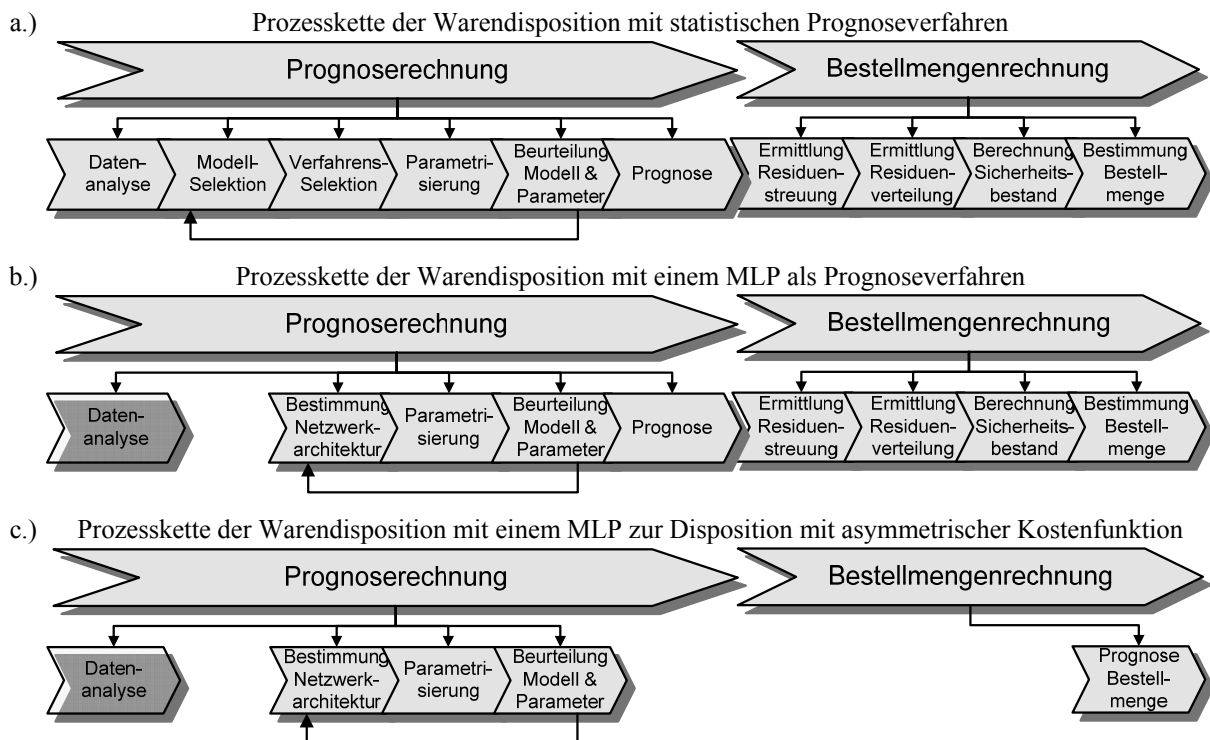 a.) Prozesskette der Warendisposition mit statistischen Prognoseverfahren
Prognoserechnung
Bestellmengenrechnung
Daten-
analyse
Modell-
Selektion
Verfahrens-
Selektion
Parametri-
sierung
Beurteilung
Modell &
Parameter
Prognose
Ermittlung
Residuen-
streuung
Ermittlung
Residuen-
verteilung
Berechnung
Sicherheits-
bestand
Bestimmung
Bestell-
menge
b.) Prozesskette der Warendisposition mit einem MLP als Prognoseverfahren
Prognoserechnung
Bestellmengenrechnung
Daten-
analyse
Bestimmung
Netzwerk-
architektur
Parametri-
sierung
Beurteilung
Modell &
Parameter
Prognose
Ermittlung
Residuen-
streuung
Ermittlung
Residuen-
verteilung
Berechnung
Sicherheits-
bestand
Bestimmung
Bestell-
menge
c.) Prozesskette der Warendisposition mit einem MLP zur Disposition mit asymmetrischer Kostenfunktion
Prognoserechnung
Bestellmengenrechnung
Daten-
analyse
Bestimmung
Netzwerk-
architektur
Parametri-
sierung
Beurteilung
Modell &
Parameter
Prognose
Bestell-
menge